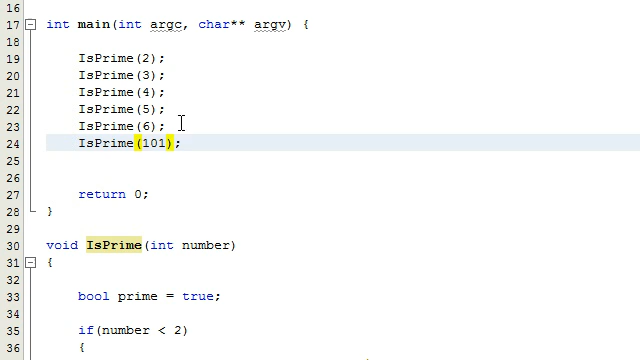 16
17 int main(int argc, char** argv) {
18
19 IsPrime(2);
20 IsPrime(3);
21 IsPrime(4);
22 IsPrime(5);
23 IsPrime(6);
24 IsPrime(101);
25
26
27 return 0;
28 }
29
30 void IsPrime(int number)
31 {
32
33 bool prime = true;
34
35 if(number < 2)
36 {